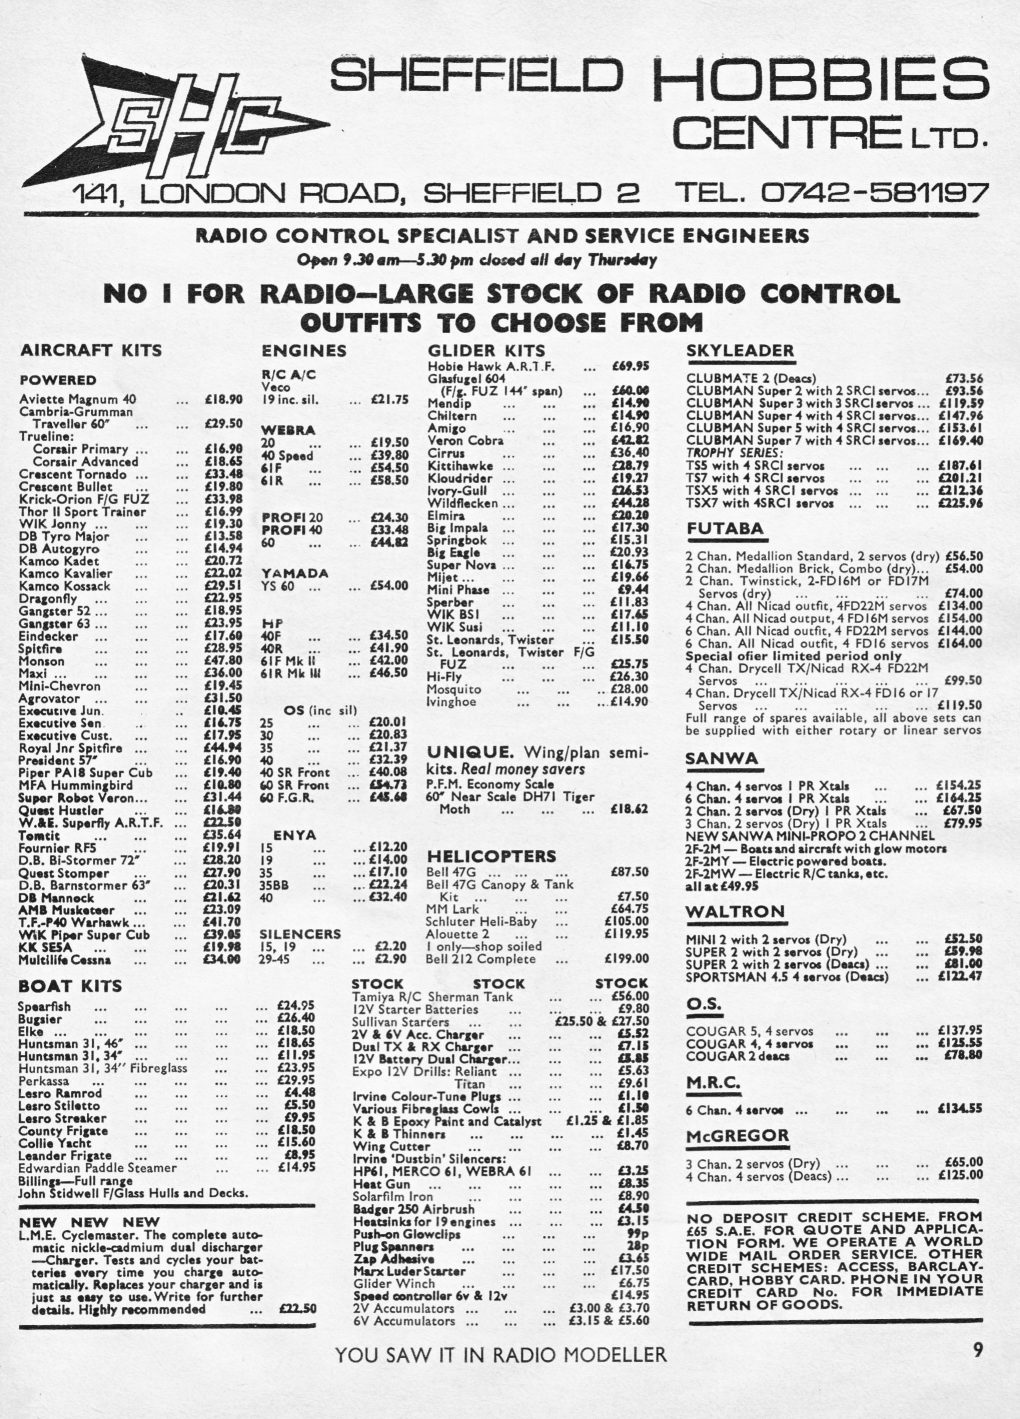 SHC
SHEFFIELD HOBBIES
CENTRE LTD.
141, LONDON ROAD, SHEFFIELD 2 TEL. 0742-581197
RADIO CONTROL SPECIALIST AND SERVICE ENGINEERS
Open 9.30 am—5.30 pm closed all day Thursday
NO 1 FOR RADIO—LARGE STOCK OF RADIO CONTROL
OUTFITS TO CHOOSE FROM
AIRCRAFT KITS
POWERED
Aviette Magnum 40 ... £18.90
Cambria-Grumman
Traveller 60" ... ... £29.50
Trueline:
Corsair Primary ... ... £16.90
Corsair Advanced ... £18.65
Crescent Tornado ... ... £33.48
Crescent Bullet ... ... £19.80
Krick-Orion F/G FUZ ... £33.98
Thor II Sport Trainer ... £16.99
WIK Jonny ... ... ... £19.30
DB Tyro Major ... ... £13.58
DB Autogyro ... ... £14.94
Kamco Kadet ... ... £20.72
Kamco Kavalier ... ... £22.02
Kamco Kossack ... ... £29.51
Dragonfly ... ... ... £22.95
Gangster 52 ... ... ... £18.95
Gangster 63 ... ... ... £23.95
Eindecker ... ... ... £17.60
Spitfire ... ... ... £28.95
Monson ... ... ... £47.80
Maxi ... ... ... ... £36.00
Mini-Chevron ... ... £19.45
Agrovator ... ... ... £31.50
Executive Jun. ... .. £10.45
Executive Sen. .. ... £16.75
Executive Cust. ... ... £17.95
Royal Jnr Spitfire ... ... £44.94
President 57" ... ... £16.90
Piper PA18 Super Cub ... £19.40
MFA Hummingbird ... £10.80
Super Robot Veron... ... £31.44
Quest Hustler ... ... £16.80
W.&E. Superfly A.R.T.F. ... £22.50
Tomtit ... ... ... £35.64
Fournier RF5 ... ... £19.91
D.B. Bi-Stormer 72" ... £28.20
Quest Stomper ... ... £27.90
D.B. Barnstormer 63" ... £20.31
DB Mannock ... ... £21.62
AMB Musketeer ... ... £23.09
T.F.-P40 Warhawk ... ... £41.70
WiK Piper Super Cub ... £39.05
KK SE5A ... ... ... £19.98
Multilife Cessna ... ... £34.00
ENGINES
R/C A/C
Veco
19 inc. sil. ... ... £21.75
WEBRA
20 ... ... £19.50
40 Speed ... £39.80
61F ... ... £54.50
61R ... ... £58.50
PROFI 20 ... £24.30
PROFI 40 £33.48
60 ... ... £44.82
YAMADA
YS 60 ... ... £54.00
HP
40F ... ... £34.50
40R ... ... £41.90
61F Mk II ... £42.00
61R Mk III ... £46.50
OS (inc sil)
25 ... ... £20.01
30 ... ... £20.83
35 ... ... £21.37
40 ... ... £32.39
40 SR Front ... £40.08
60 SR Front ... £54.73
60 F.G.R. ... £45.60
ENYA
15 ... ... £12.20
19 ... ... £14.00
35 ... ... £17.10
35BB ... ... £22.24
40 ... ... £32.40
SILENCERS
15, 19 ... ... £2.20
29-45 ... ... £2.90
GLIDER KITS
Hobie Hawk A.R.T.F. ... £69.95
Glasfugel 604
(F/g. FUZ 144" span) ... £60.00
Mendip ... ... ... £14.90
Chiltern ... ... ... £14.90
Amigo ... ... ... £16.90
Veron Cobra ... ... £42.82
Cirrus ... ... ... £36.40
Kittihawke ... ... ... £28.79
Kloudrider ... ... ... £19.27
Ivory-Gull ... ... ... £26.53
Wildflecken ... ... ... £44.28
Elmira ... ... ... £20.20
Big Impala ... ... ... £17.30
Springbok ... ... ... £15.31
Big Eagle ... ... ... £20.93
Super Nova ... ... ... £16.75
Mijet ... ... ... ... £19.66
Mini Phase ... ... ... £9.44
Sperber ... ... ... £11.83
WIK BS1 ... ... ... £17.45
WIK Susi ... ... ... £11.10
St. Leonards, Twister ... £15.50
St. Leonards, Twister F/G
FUZ ... ... ... £25.75
Hi-Fly ... ... ... £26.30
Mosquito ... ... .. £28.00
Ivinghoe ... ... ... £14.90
UNIQUE. Wing/plan semi-
kits. Real money savers
P.F.M. Economy Scale
60" Near Scale DH71 Tiger
Moth ... ... ... £18.62
HELICOPTERS
Bell 47G ... ... ... £87.50
Bell 47G Canopy & Tank
Kit ... ... ... £7.50
MM Lark ... ... £64.75
Schluter Heli-Baby ... £105.00
Alouette 2 ... ... £119.95
1 only—shop soiled
Bell 212 Complete ... £199.00
BOAT KITS
Spearfish ... ... ... ... £24.95
Bugsier ... ... ... ... £26.40
Elke ... ... ... ... ... £18.50
Huntsman 31, 46" ... ... ... £18.65
Huntsman 31, 34" ... ... ... £11.95
Huntsman 31, 34" Fibreglass ... ... £23.95
Perkassa ... ... ... ... £29.95
Lesro Ramrod ... ... ... £4.48
Lesro Stiletto ... ... ... £5.50
Lesro Streaker ... ... ... £9.95
County Frigate ... ... ... £18.50
Collie Yacht ... ... ... £15.60
Leander Frigate ... ... ... £8.95
Edwardian Paddle Steamer ... ... £14.95
Billings—Full range
John Stidwell F/Glass Hulls and Decks.
NEW NEW NEW
L.M.E. Cyclemaster. The complete auto-
matic nickle-cadmium dual discharger
—Charger. Tests and cycles your bat-
teries every time you charge auto-
matically. Replaces your charger and is
just as easy to use. Write for further
details. Highly recommended ... £22.50
STOCK STOCK STOCK
Tamiya R/C Sherman Tank ... ... £56.00
12V Starter Batteries ... ... £9.80
Sullivan Starters ... ... £25.50 & £27.50
2V & 6V Acc. Charger ... ... £5.52
Dual TX & RX Charger ... ... £7.15
12V Battery Dual Charger... ... £8.85
Expo 12V Drills: Reliant ... ... £5.63
Titan ... ... £9.61
Irvine Colour-Tune Plugs ... ... £1.10
Various Fibreglass Cowls ... ... £1.50
K & B Epoxy Paint and Catalyst £1.25 & £1.85
K & B Thinners ... ... ... £1.45
Wing Cutter ... ... ... £8.70
Irvine 'Dustbin' Silencers:
HP61, MERCO 61, WEBRA 61 ... ... £3.25
Heat Gun ... ... ... ... £8.35
Solarfilm Iron ... ... ... £8.90
Badger 250 Airbrush ... ... £4.50
Heatsinks for 19 engines ... ... £3.15
Push-on Glowclips ... ... 99p
Plug Spanners ... ... ... 28p
Zap Adhesive ... ... ... £3.65
Marx Luder Starter ... ... £17.50
Glider Winch ... ... ... £6.75
Speed controller 6v & 12v ... £14.95
2V Accumulators ... ... ... £3.00 & £3.70
6V Accumulators ... ... ... £3.15 & £5.60
SKYLEADER
CLUBMATE 2 (Deacs) £73.56
CLUBMAN Super 2 with 2 SRC1 servos... £93.56
CLUBMAN Super 3 with 3 SRC1 servos ... £119.59
CLUBMAN Super 4 with 4 SRC1 servos... £147.96
CLUBMAN Super 5 with 4 SRC1 servos... £153.61
CLUBMAN Super 7 with 4 SRC1 servos... £169.40
TROPHY SERIES:
TS5 with 4 SRC1 servos ... ... ... £187.61
TS7 with 4 SRC1 servos ... ... ... £201.21
TSX5 with 4 SRC1 servos ... ... ... £212.36
TSX7 with 4SRC1 servos ... ... ... £225.96
FUTABA
2 Chan. Medallion Standard, 2 servos (dry) £56.50
2 Chan. Medallion Brick, Combo (dry)... £54.00
2 Chan. Twinstick, 2-FD16M or FD17M
Servos (dry) ... ... ... ... £74.00
4 Chan. All Nicad outfit, 4FD22M servos £134.00
4 Chan. All Nicad output, 4 FD16M servos £154.00
6 Chan. All Nicad outfit, 4 FD22M servos £144.00
6 Chan. All Nicad outfit, 4 FD16 servos £164.00
Special ofier limited period only
4 Chan. Drycell TX/Nicad RX-4 FD22M
Servos ... ... ... ... ... £99.50
4 Chan. Drycell TX/Nicad RX-4 FD16 or 17
Servos ... ... ... ... ... £119.50
Full range of spares available, all above sets can
be supplied with either rotary or linear servos
SANWA
4 Chan. 4 servos 1 PR Xtals ... ... £154.25
6 Chan. 4 servos 1 PR Xtals ... ... £164.25
2 Chan. 2 servos (Dry) 1 PR Xtals ... £67.50
3 Chan. 2 servos (Dry) 1 PR Xtals ... £79.95
NEW SANWA MINI-PROPO 2 CHANNEL
2F-2M — Boats and aircraft with glow motors
2F-2MY — Electric powered boats.
2F-2MW — Electric R/C tanks, etc.
all at £49.95
WALTRON
MINI 2 with 2 servos (Dry) ... ... £52.50
SUPER 2 with 2 servos (Dry) ... ... £59.98
SUPER 2 with 2 servos (Deacs) ... ... £81.00
SPORTSMAN 4.5 4 servos (Deacs) ... £122.47
O.S.
COUGAR 5, 4 servos ... ... ... £137.95
COUGAR 4, 4 servos ... ... ... £125.55
COUGAR 2 deacs ... ... ... £78.80
M.R.C.
6 Chan. 4 servos ... ... ... ... £134.55
McGREGOR
3 Chan. 2 servos (Dry) ... ... ... £65.00
4 Chan. 4 servos (Deacs) ... ... ... £125.00
NO DEPOSIT CREDIT SCHEME. FROM
£65 S.A.E. FOR QUOTE AND APPLICA-
TION FORM. WE OPERATE A WORLD
WIDE MAIL ORDER SERVICE. OTHER
CREDIT SCHEMES: ACCESS, BARCLAY-
CARD, HOBBY CARD. PHONE IN YOUR
CREDIT CARD No. FOR IMMEDIATE
RETURN OF GOODS.
YOU SAW IT IN RADIO MODELLER
9